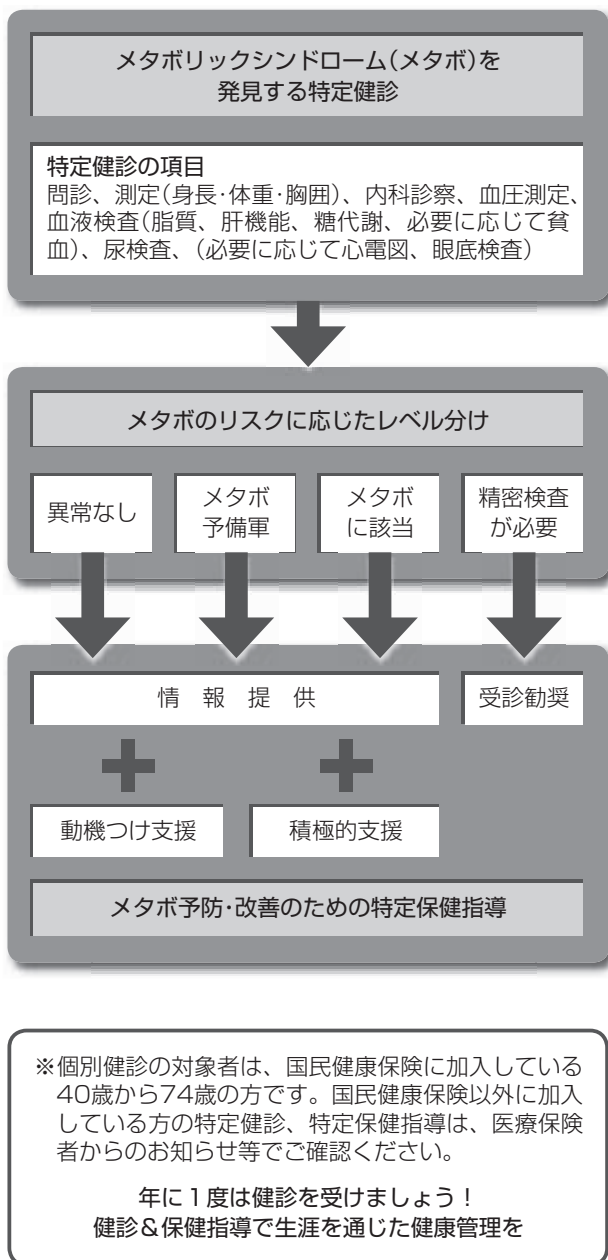 メタボリックシンドローム(メタボ)を
発見する特定健診
特定健診の項目
問診、測定(身長・体重・胸囲)、内科診察、血圧測定、
血液検査(脂質、肝機能、糖代謝、必要に応じて貧
血)、尿検査、(必要に応じて心電図、眼底検査)
メタボのリスクに応じたレベル分け
異常なし
メタボ
予備軍
メタボ
に該当
精密検査
が必要
情報提供
受診勧奨
動機つけ支援
積極的支援
メタボ予防・改善のための特定保健指導
※個別健診の対象者は、国民健康保険に加入している
40歳から74歳の方です。国民健康保険以外に加入
している方の特定健診、特定保健指導は、医療保険
者からのお知らせ等でご確認ください。
年に1度は健診を受けましょう！
健診＆保健指導で生涯を通じた健康管理を